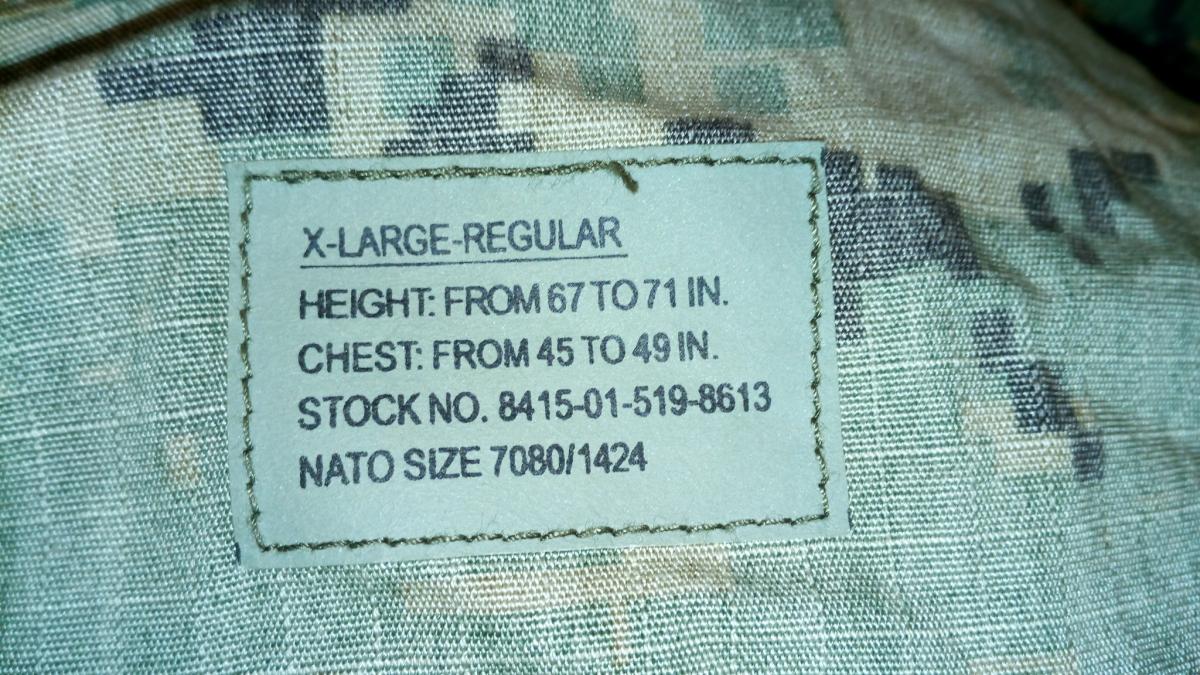 X-LARGE-REGULAR
HEIGHT: FROM 67 TO 71 IN.
CHEST: FROM 45 TO 49 IN.
STOCK NO. 8415-01-519-8613
NATO SIZE 7080/1424